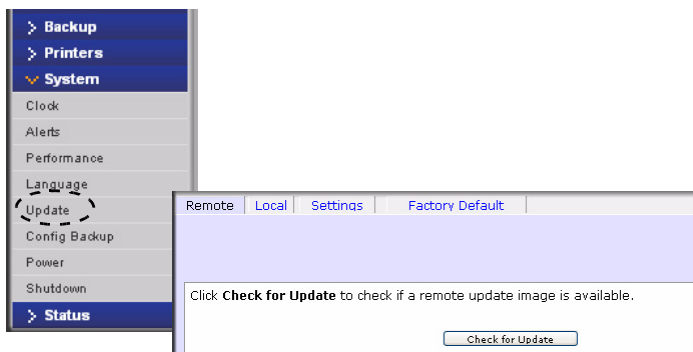 Backup
Printers
System
Clock
Alerts
Performance
Language
Update
Config Backup
Power
Shutdown
Status
Remote Local Settings Factory Default
Click Check for Update to check if a remote update image is available.
Check for Update